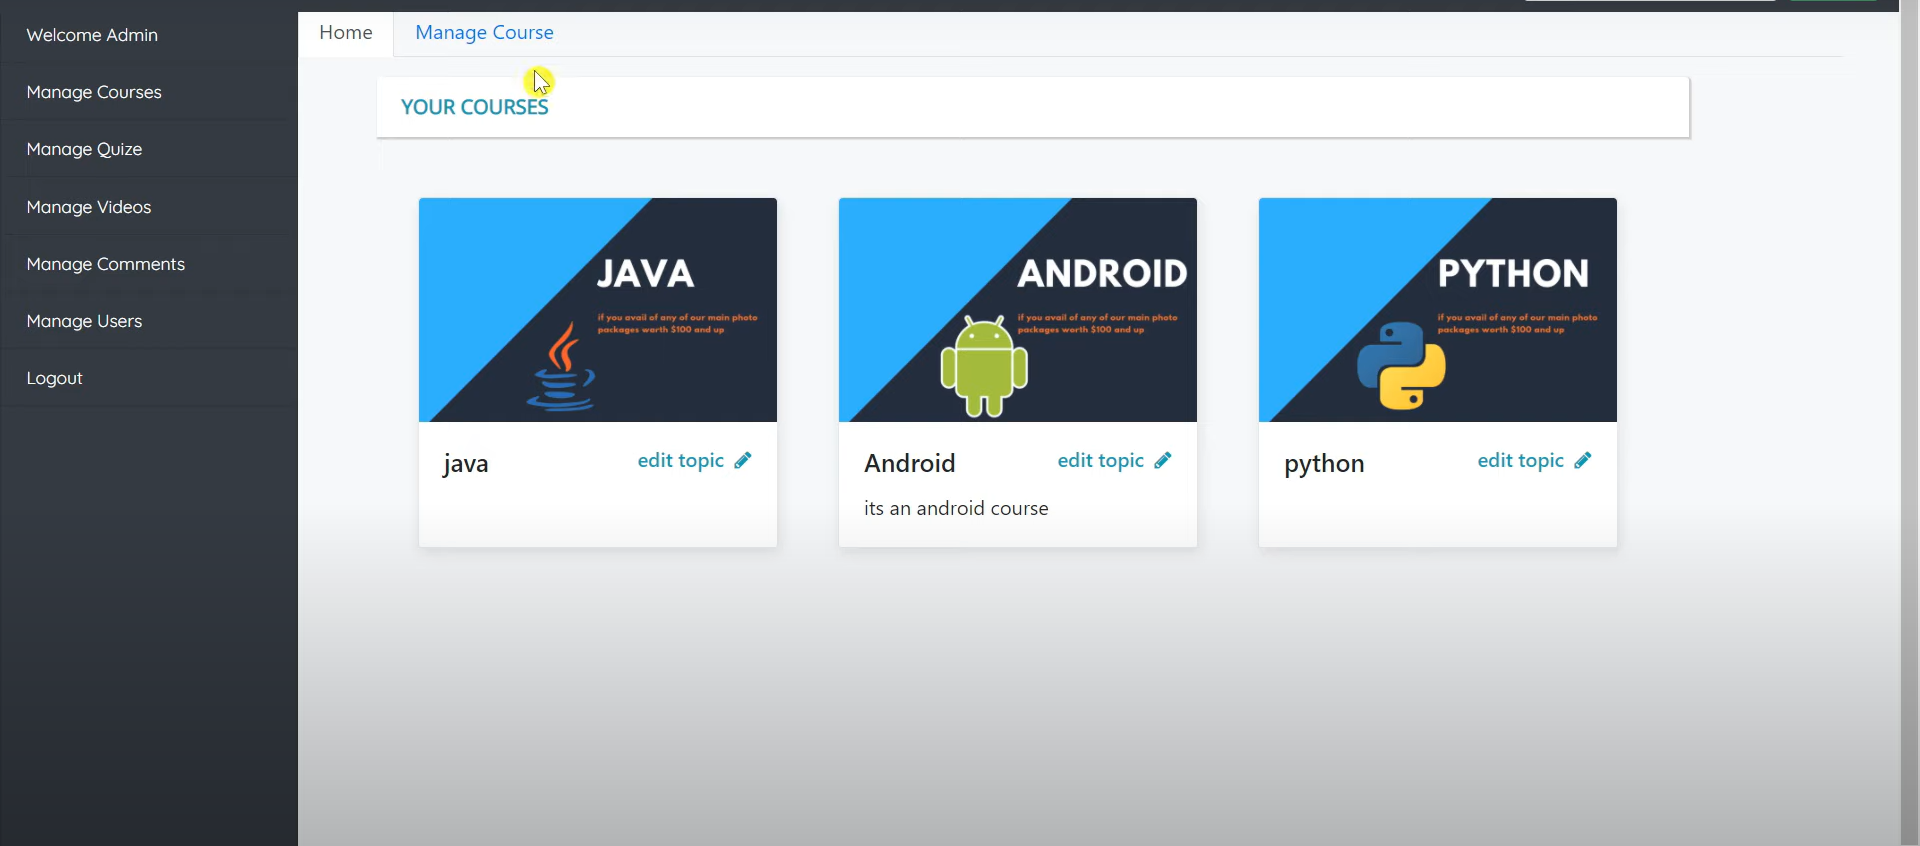 Welcome Admin
Manage Courses
Manage Quize
Manage Videos
Manage Comments
Manage Users
Logout
Home
Manage Course
YOUR COURSES
JAVA
if you avail of any of our main photo
packages worth $100 and up
java
edit topic
ANDROID
if you avail of any of our main photo
packages worth $100 and up
Android
edit topic
its an android course
PYTHON
if you avail of any of our main photo
packages worth $100 and up
python
edit topic